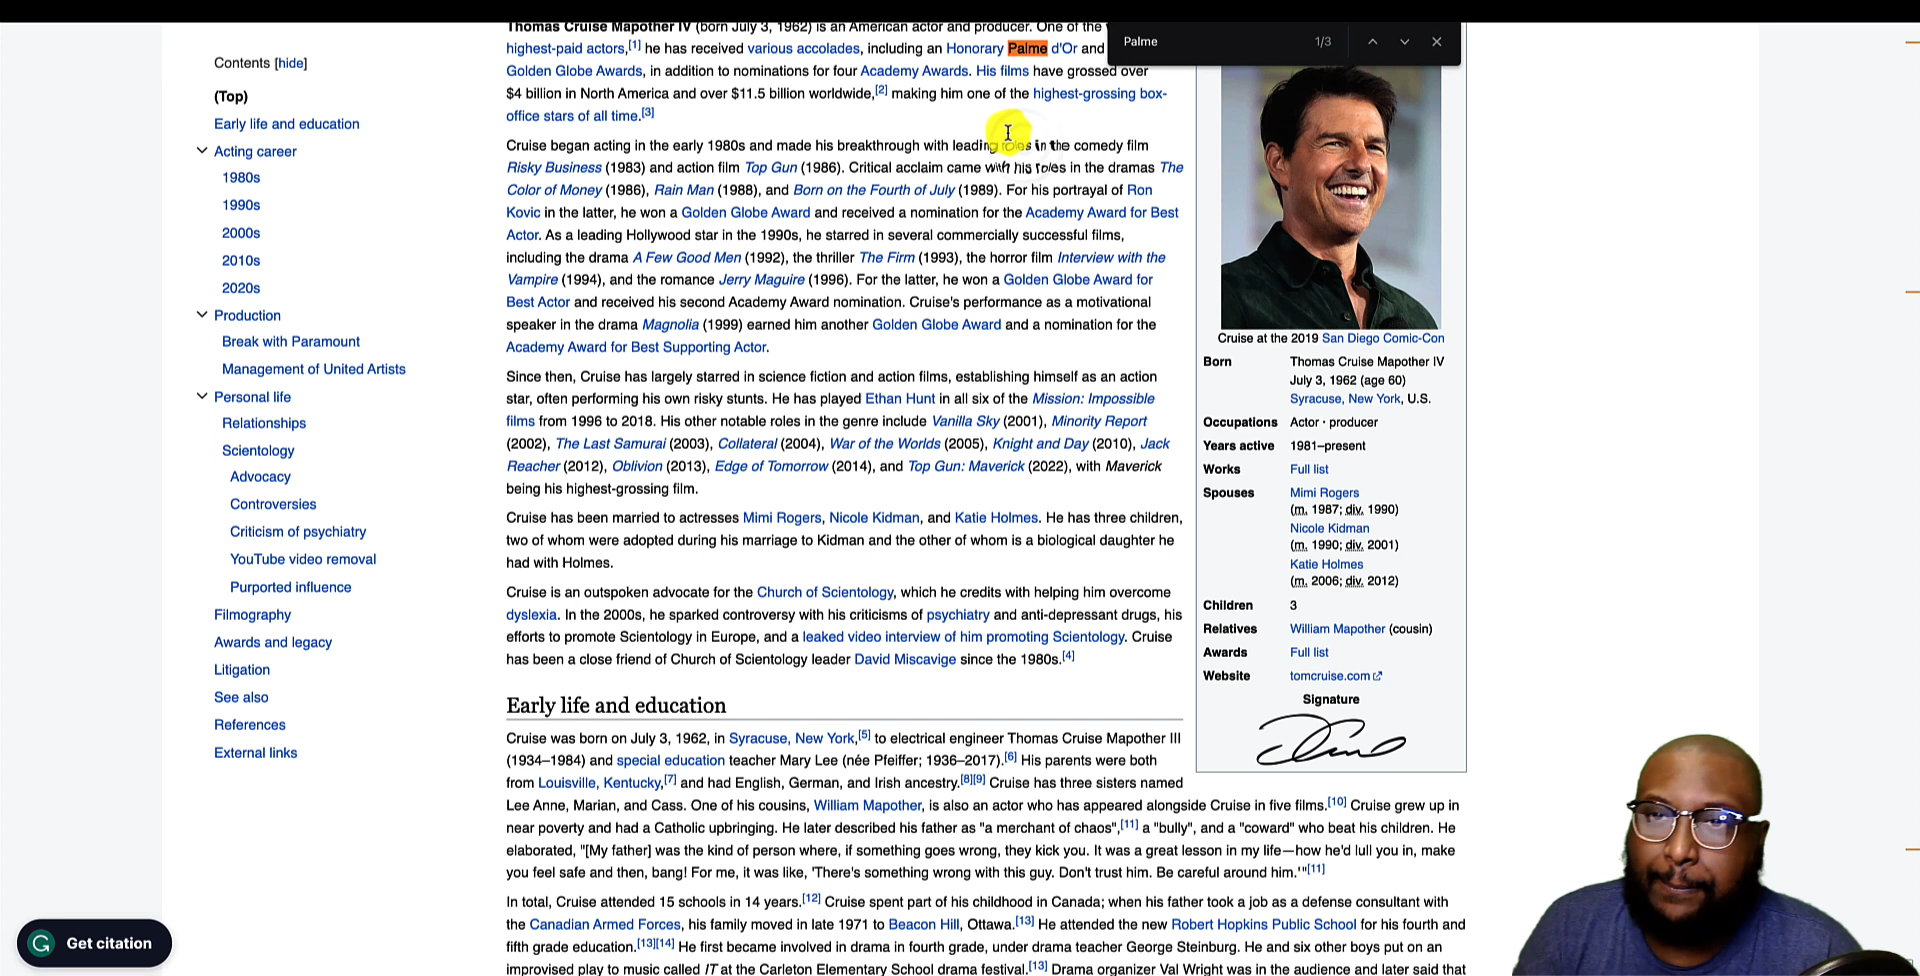 Palme 1/3
Contents [hide]
(Top)
Early life and education
Acting career
1980s
1990s
2000s
2010s
2020s
Production
Break with Paramount
Management of United Artists
Personal life
Relationships
Scientology
Advocacy
Controversies
Criticism of psychiatry
YouTube video removal
Purported influence
Filmography
Awards and legacy
Litigation
See also
References
External links
Get citation
Thomas Cruise Mapother IV (born July 3, 1962) is an American actor and producer. One of the
highest-paid actors,[1] he has received various accolades, including an Honorary Palme d'Or and
Golden Globe Awards, in addition to nominations for four Academy Awards. His films have grossed over
$4 billion in North America and over $11.5 billion worldwide,[2] making him one of the highest-grossing box-
office stars of all time.[3]
Cruise began acting in the early 1980s and made his breakthrough with leading roles in the comedy film
Risky Business (1983) and action film Top Gun (1986). Critical acclaim came with his roles in the dramas The
Color of Money (1986), Rain Man (1988), and Born on the Fourth of July (1989). For his portrayal of Ron
Kovic in the latter, he won a Golden Globe Award and received a nomination for the Academy Award for Best
Actor. As a leading Hollywood star in the 1990s, he starred in several commercially successful films,
including the drama A Few Good Men (1992), the thriller The Firm (1993), the horror film Interview with the
Vampire (1994), and the romance Jerry Maguire (1996). For the latter, he won a Golden Globe Award for
Best Actor and received his second Academy Award nomination. Cruise's performance as a motivational
speaker in the drama Magnolia (1999) earned him another Golden Globe Award and a nomination for the
Academy Award for Best Supporting Actor.
Since then, Cruise has largely starred in science fiction and action films, establishing himself as an action
star, often performing his own risky stunts. He has played Ethan Hunt in all six of the Mission: Impossible
films from 1996 to 2018. His other notable roles in the genre include Vanilla Sky (2001), Minority Report
(2002), The Last Samurai (2003), Collateral (2004), War of the Worlds (2005), Knight and Day (2010), Jack
Reacher (2012), Oblivion (2013), Edge of Tomorrow (2014), and Top Gun: Maverick (2022), with Maverick
being his highest-grossing film.
Cruise has been married to actresses Mimi Rogers, Nicole Kidman, and Katie Holmes. He has three children,
two of whom were adopted during his marriage to Kidman and the other of whom is a biological daughter he
had with Holmes.
Cruise is an outspoken advocate for the Church of Scientology, which he credits with helping him overcome
dyslexia. In the 2000s, he sparked controversy with his criticisms of psychiatry and anti-depressant drugs, his
efforts to promote Scientology in Europe, and a leaked video interview of him promoting Scientology. Cruise
has been a close friend of Church of Scientology leader David Miscavige since the 1980s.[4]
Cruise at the 2019 San Diego Comic-Con
Born Thomas Cruise Mapother IV
July 3, 1962 (age 60)
Syracuse, New York, U.S.
Occupations Actor · producer
Years active 1981–present
Works Full list
Spouses Mimi Rogers
(m. 1987; div. 1990)
Nicole Kidman
(m. 1990; div. 2001)
Katie Holmes
(m. 2006; div. 2012)
Children 3
Relatives William Mapother (cousin)
Awards Full list
Website tomcruise.com
Signature
Early life and education
Cruise was born on July 3, 1962, in Syracuse, New York,[5] to electrical engineer Thomas Cruise Mapother III
(1934–1984) and special education teacher Mary Lee (née Pfeiffer; 1936–2017).[6] His parents were both
from Louisville, Kentucky,[7] and had English, German, and Irish ancestry.[8][9] Cruise has three sisters named
Lee Anne, Marian, and Cass. One of his cousins, William Mapother, is also an actor who has appeared alongside Cruise in five films.[10] Cruise grew up in
near poverty and had a Catholic upbringing. He later described his father as "a merchant of chaos",[11] a "bully", and a "coward" who beat his children. He
elaborated, "[My father] was the kind of person where, if something goes wrong, they kick you. It was a great lesson in my life—how he'd lull you in, make
you feel safe and then, bang! For me, it was like, 'There's something wrong with this guy. Don't trust him. Be careful around him.'"[11]
In total, Cruise attended 15 schools in 14 years.[12] Cruise spent part of his childhood in Canada; when his father took a job as a defense consultant with
the Canadian Armed Forces, his family moved in late 1971 to Beacon Hill, Ottawa.[13] He attended the new Robert Hopkins Public School for his fourth and
fifth grade education.[13][14] He first became involved in drama in fourth grade, under drama teacher George Steinburg. He and six other boys put on an
improvised play to music called IT at the Carleton Elementary School drama festival.[13] Drama organizer Val Wright was in the audience and later said that